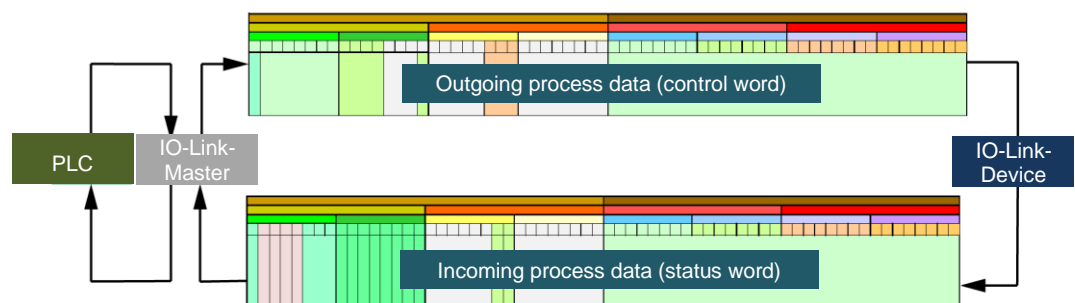 Outgoing process data (control word)
PLC
IO-Link-
Master
IO-Link-
Device
Incoming process data (status word)